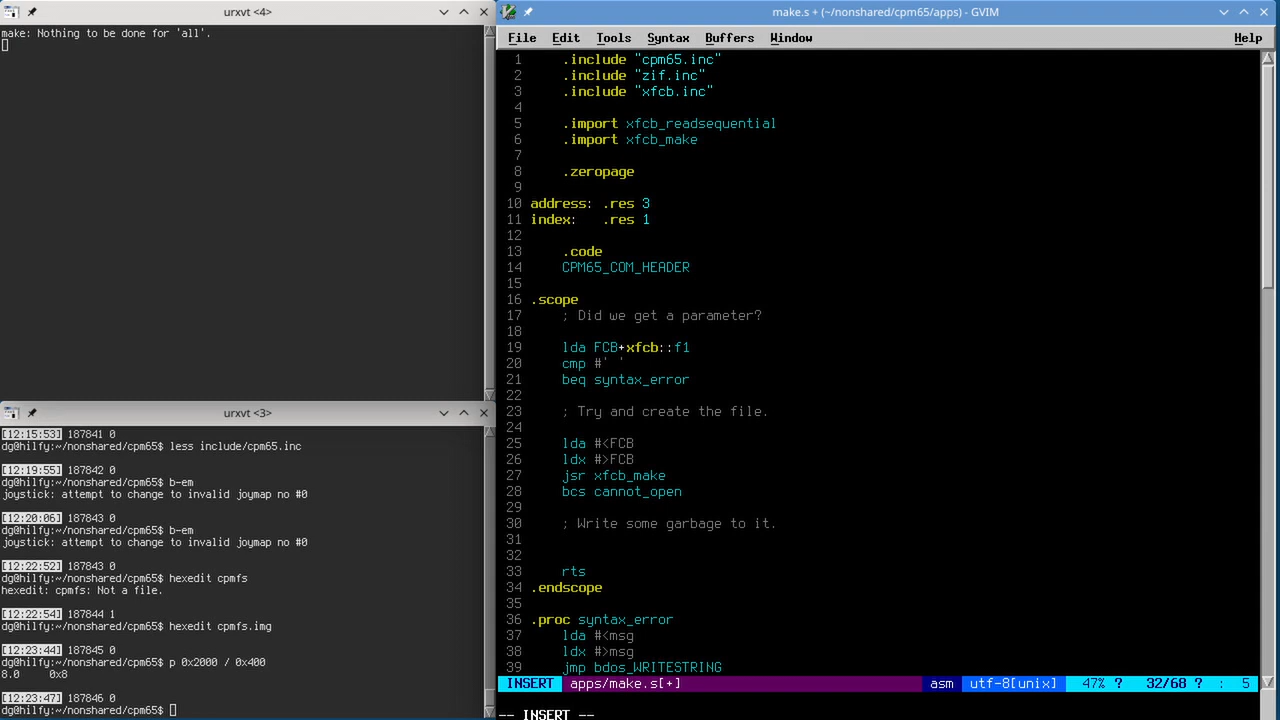 urxvt <4>
make: Nothing to be done for 'all'.
urxvt <3>
[12:15:53] 187841 0
dg@hilfy:~/nonshared/cpm65$ less include/cpm65.inc
[12:19:55] 187842 0
dg@hilfy:~/nonshared/cpm65$ b-em
joystick: attempt to change to invalid joymap no #0
[12:20:06] 187843 0
dg@hilfy:~/nonshared/cpm65$ b-em
joystick: attempt to change to invalid joymap no #0
[12:22:52] 187843 0
dg@hilfy:~/nonshared/cpm65$ hexedit cpmfs
hexedit: cpmfs: Not a file.
[12:22:54] 187844 1
dg@hilfy:~/nonshared/cpm65$ hexedit cpmfs.img
[12:23:44] 187845 0
dg@hilfy:~/nonshared/cpm65$ p 0x2000 / 0x400
8.0 0x8
[12:23:47] 187846 0
dg@hilfy:~/nonshared/cpm65$
make.s + (~/nonshared/cpm65/apps) - GVIM
File Edit Tools Syntax Buffers Window Help
1 .include "cpm65.inc"
2 .include "zif.inc"
3 .include "xfcb.inc"
4
5 .import xfcb_readsequential
6 .import xfcb_make
7
8 .zeropage
9
10 address: .res 3
11 index: .res 1
12
13 .code
14 CPM65_COM_HEADER
15
16 .scope
17 ; Did we get a parameter?
18
19 lda FCB+xfcb::f1
20 cmp #' '
21 beq syntax_error
22
23 ; Try and create the file.
24
25 lda #<FCB
26 ldx #>FCB
27 jsr xfcb_make
28 bcs cannot_open
29
30 ; Write some garbage to it.
31
32
33 rts
34 .endscope
35
36 .proc syntax_error
37 lda #<msg
38 ldx #>msg
39 jmp bdos_WRITESTRING
INSERT apps/make.s[+] asm utf-8[unix] 47% ? 32/68 ? : 5
-- INSERT --